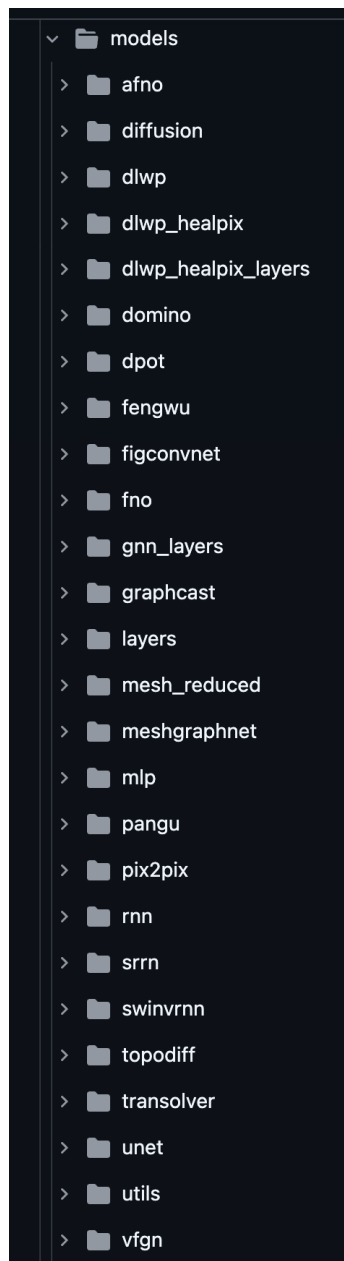 models
afno
diffusion
dlwp
dlwp_healpix
dlwp_healpix_layers
domino
dpot
fengwu
figconvnet
fno
gnn_layers
graphcast
layers
mesh_reduced
meshgraphnet
mlp
pangu
pix2pix
rnn
srrn
swinvrnn
topodiff
transolver
unet
utils
vfgn